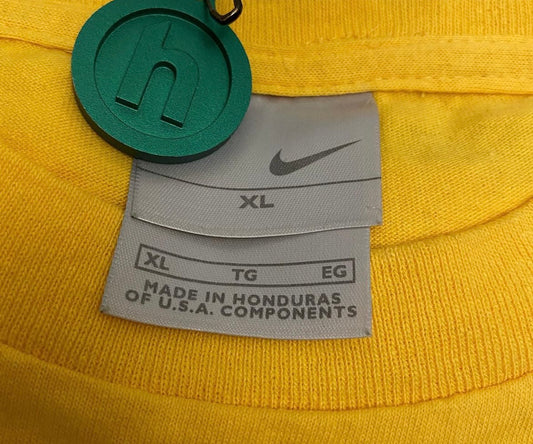 h
XL
XL TG EG
MADE IN HONDURAS
OF U.S.A. COMPONENTS